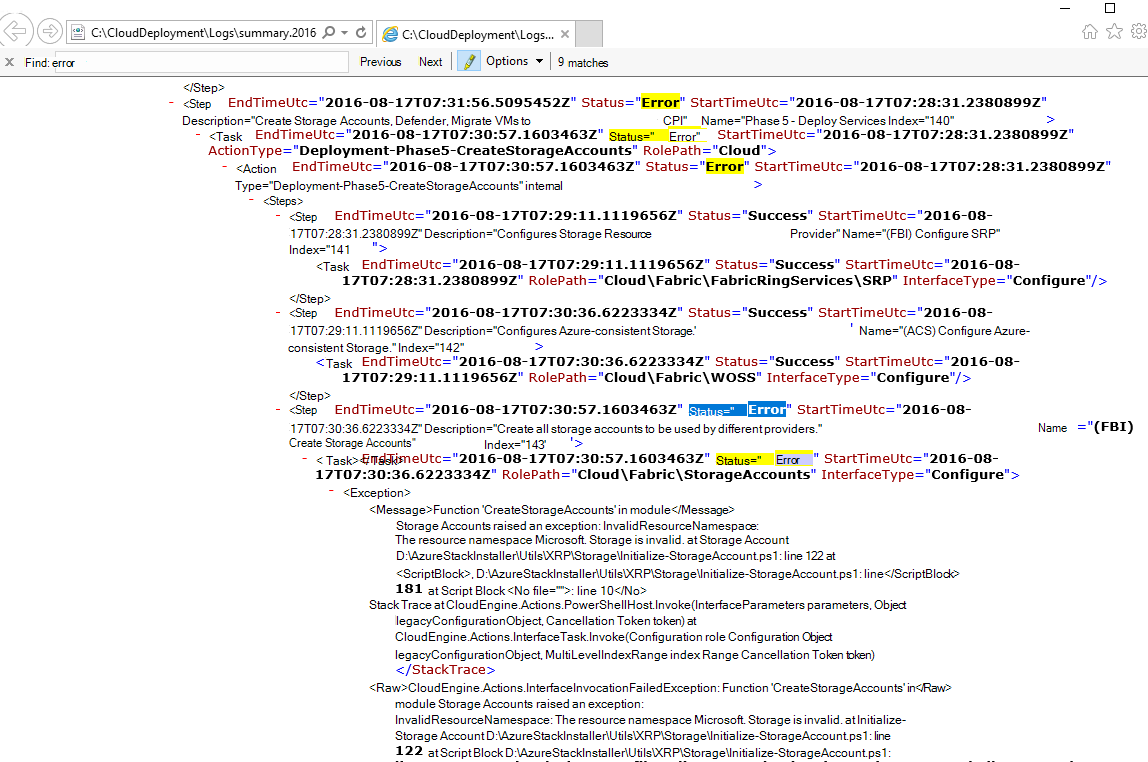 C:\CloudDeployment\Logs\summary.2016
C:\CloudDeployment\Logs...
x Find: error Previous Next Options 9 matches
</Step>
- <Step EndTimeUtc="2016-08-17T07:31:56.5095452Z" Status="Error" StartTimeUtc="2016-08-17T07:28:31.2380899Z"
Description="Create Storage Accounts, Defender, Migrate VMs to CPI" Name="Phase 5 - Deploy Services Index="140" >
- <Task EndTimeUtc="2016-08-17T07:30:57.1603463Z" Status=" Error" StartTimeUtc="2016-08-17T07:28:31.2380899Z"
ActionType="Deployment-Phase5-CreateStorageAccounts" RolePath="Cloud">
- <Action EndTimeUtc="2016-08-17T07:30:57.1603463Z" Status="Error" StartTimeUtc="2016-08-17T07:28:31.2380899Z"
Type="Deployment-Phase5-CreateStorageAccounts" internal >
- <Steps>
- <Step EndTimeUtc="2016-08-17T07:29:11.1119656Z" Status="Success" StartTimeUtc="2016-08-
17T07:28:31.2380899Z" Description="Configures Storage Resource Provider" Name="(FBI) Configure SRP"
Index="141 ">
<Task EndTimeUtc="2016-08-17T07:29:11.1119656Z" Status="Success" StartTimeUtc="2016-08-
17T07:28:31.2380899Z" RolePath="Cloud\Fabric\FabricRingServices\SRP" InterfaceType="Configure"/>
</Step>
- <Step EndTimeUtc="2016-08-17T07:30:36.6223334Z" Status="Success" StartTimeUtc="2016-08-
17T07:29:11.1119656Z" Description="Configures Azure-consistent Storage.' ' Name="(ACS) Configure Azure-
consistent Storage." Index="142" >
<Task EndTimeUtc="2016-08-17T07:30:36.6223334Z" Status="Success" StartTimeUtc="2016-08-
17T07:29:11.1119656Z" RolePath="Cloud\Fabric\WOSS" InterfaceType="Configure"/>
</Step>
- <Step EndTimeUtc="2016-08-17T07:30:57.1603463Z" Status=" Error" StartTimeUtc="2016-08-
17T07:30:36.6223334Z" Description="Create all storage accounts to be used by different providers." Name ="(FBI)
Create Storage Accounts" Index="143' '>
- < Task></Task> EndTimeUtc="2016-08-17T07:30:57.1603463Z" Status=" Error " StartTimeUtc="2016-08-
17T07:30:36.6223334Z" RolePath="Cloud\Fabric\StorageAccounts" InterfaceType="Configure">
- <Exception>
<Message>Function 'CreateStorageAccounts' in module</Message>
Storage Accounts raised an exception: InvalidResourceNamespace:
The resource namespace Microsoft. Storage is invalid. at Storage Account
D:\AzureStackInstaller\Utils\XRP\Storage\Initialize-StorageAccount.ps1: line 122 at
<ScriptBlock>, D:\AzureStackInstaller\Utils\XRP\Storage\Initialize-StorageAccount.ps1: line</ScriptBlock>
181 at Script Block <No file="">: line 10</No>
Stack Trace at CloudEngine.Actions.PowerShellHost.Invoke(InterfaceParameters parameters, Object
legacyConfigurationObject, Cancellation Token token) at
CloudEngine.Actions.InterfaceTask.Invoke(Configuration role Configuration Object
legacyConfigurationObject, MultiLevelIndexRange index Range Cancellation Token token)
</StackTrace>
<Raw>CloudEngine.Actions.InterfaceInvocationFailedException: Function 'CreateStorageAccounts' in</Raw>
module Storage Accounts raised an exception:
InvalidResourceNamespace: The resource namespace Microsoft. Storage is invalid. at Initialize-
Storage Account D:\AzureStackInstaller\Utils\XRP\Storage\Initialize-StorageAccount.ps1: line
122 at Script Block D:\AzureStackInstaller\Utils\XRP\Storage\Initialize-StorageAccount.ps1: